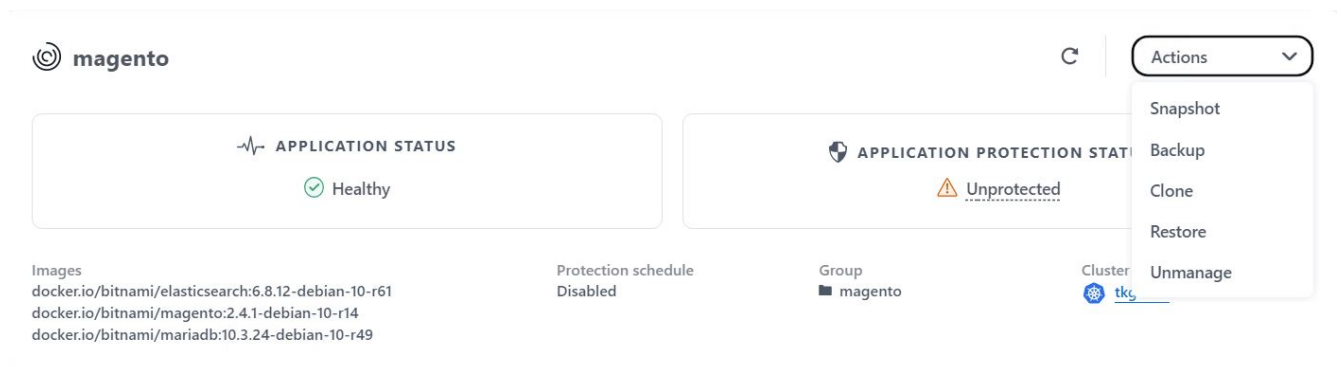 magento
Actions
Snapshot
Backup
Clone
Restore
Unmanage
APPLICATION STATUS
Healthy
APPLICATION PROTECTION
Unprotected
Images
docker.io/bitnami/elasticsearch:6.8.12-debian-10-r61
docker.io/bitnami/magento:2.4.1-debian-10-r14
docker.io/bitnami/mariadb:10.3.24-debian-10-r49
Protection schedule
Disabled
Group
magento
Cluster